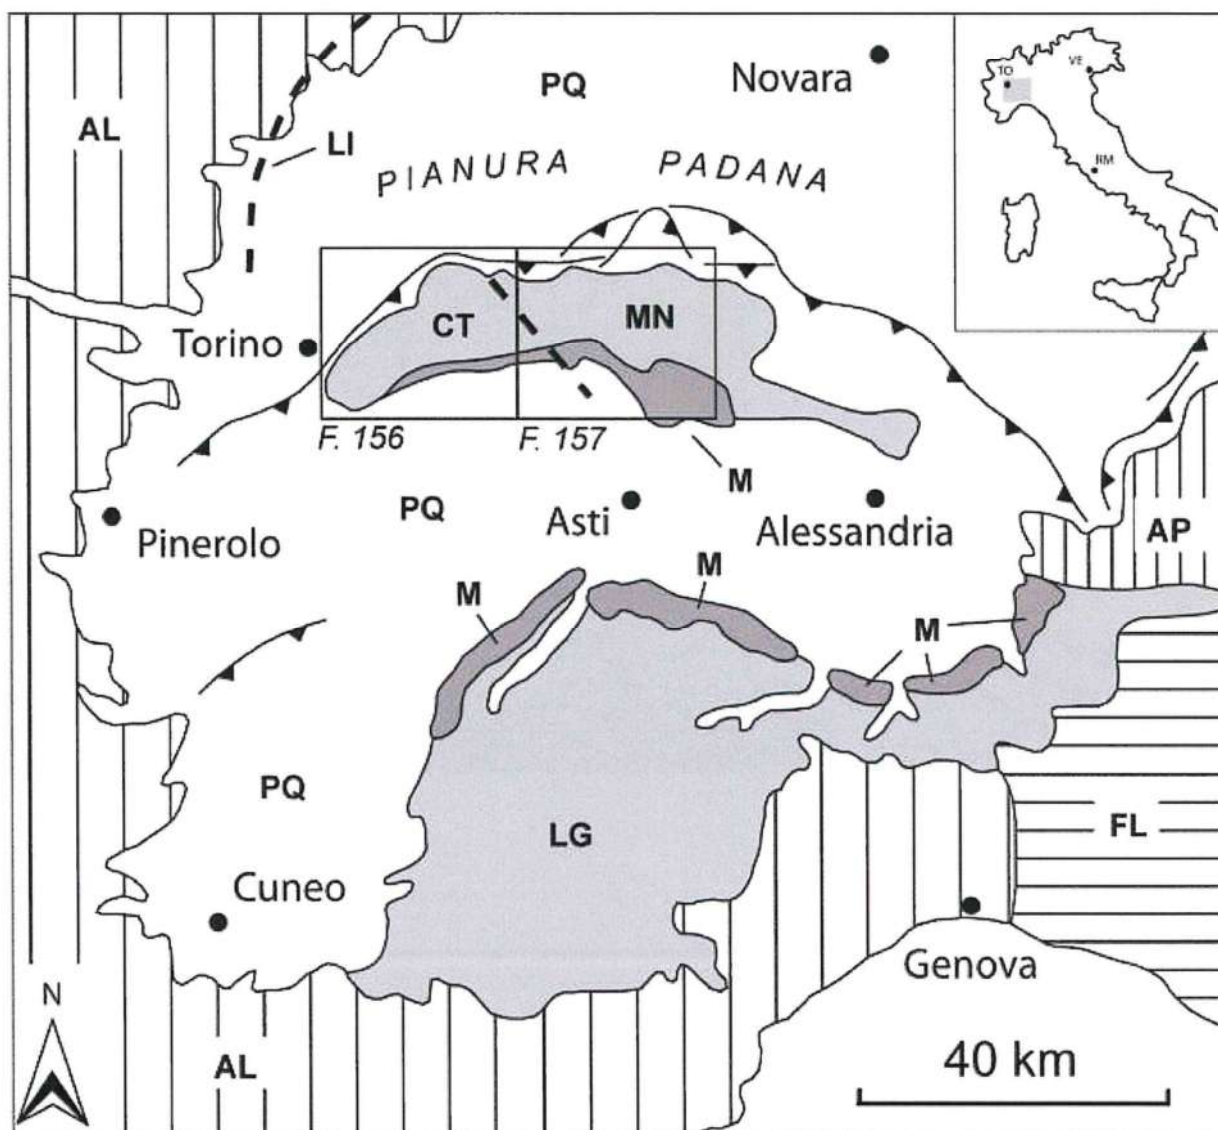 Novara
PQ
AL
LI
PIANURA PADANA
TO
VE
RM
Torino
CT
MN
F. 156
F. 157
M
PQ
Asti
Alessandria
AP
Pinerolo
M
M
M
PQ
LG
FL
Cuneo
Genova
N
AL
40 km